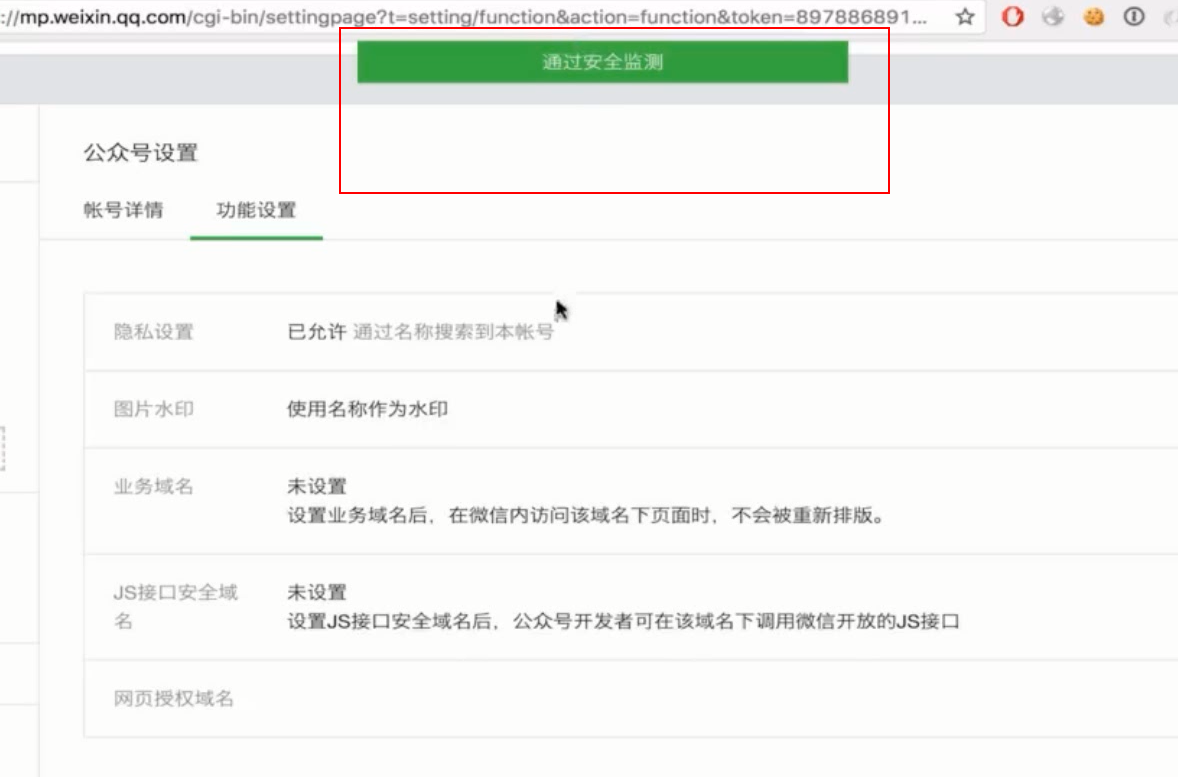 ://mp.weixin.qq.com/cgi-bin/settingpage?t=setting/function&action=function&token=897886891...
通过安全监测
公众号设置
帐号详情 功能设置
隐私设置 已允许 通过名称搜索到本帐号
图片水印 使用名称作为水印
业务域名 未设置
设置业务域名后，在微信内访问该域名下页面时，不会被重新排版。
JS接口安全域 未设置
名 设置JS接口安全域名后，公众号开发者可在该域名下调用微信开放的JS接口
网页授权域名